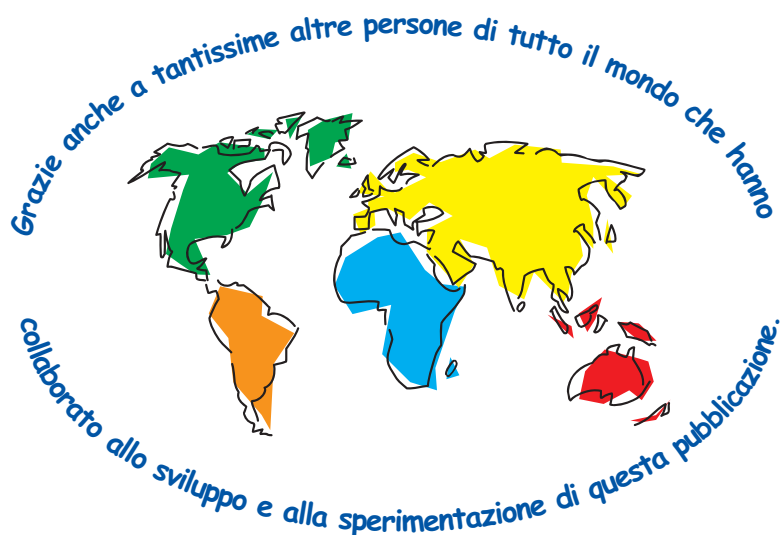 Grazie anche a tantissime altre persone di tutto il mondo che hanno
collaborato allo sviluppo e alla sperimentazione di questa pubblicazione.